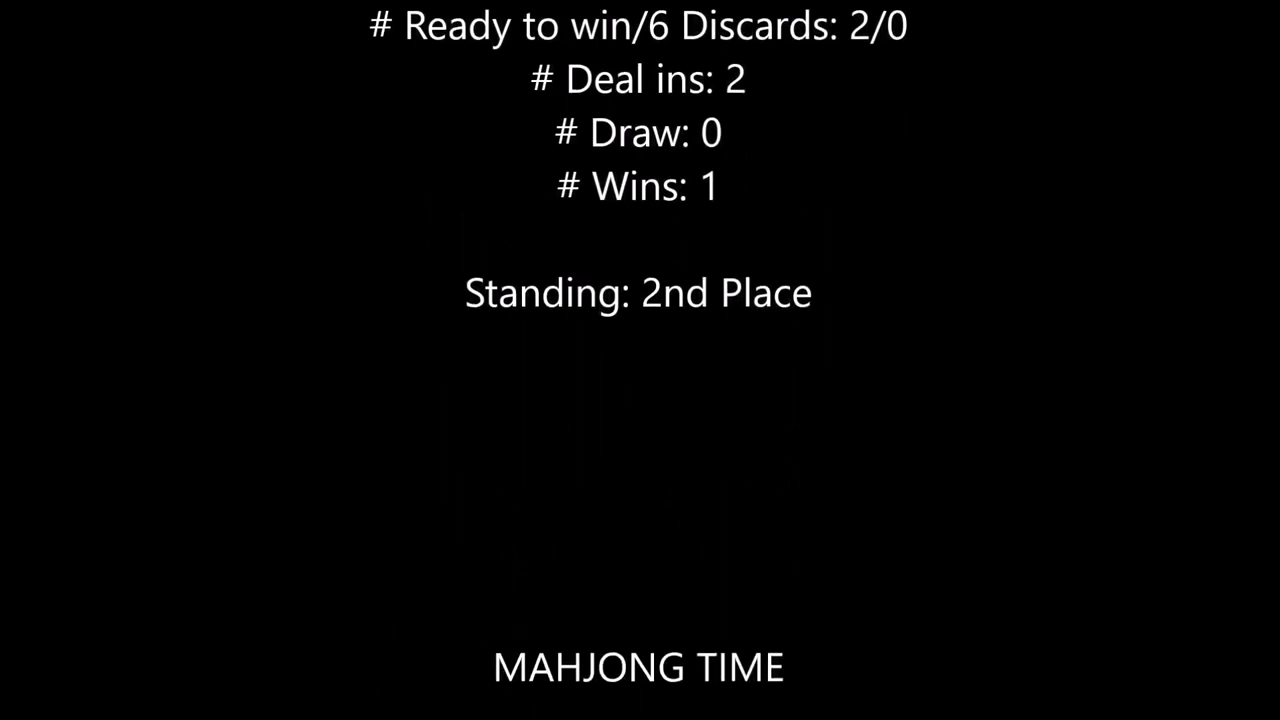 # Ready to win/6 Discards: 2/0
# Deal ins: 2
# Draw: 0
# Wins: 1
Standing: 2nd Place
MAHJONG TIME